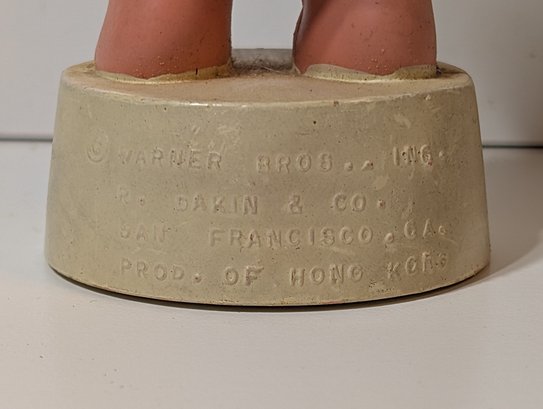 © WARNER BROS.. INC.
R. DAKIN & CO.
SAN FRANCISCO.CA.
PROD. OF HONG KONG